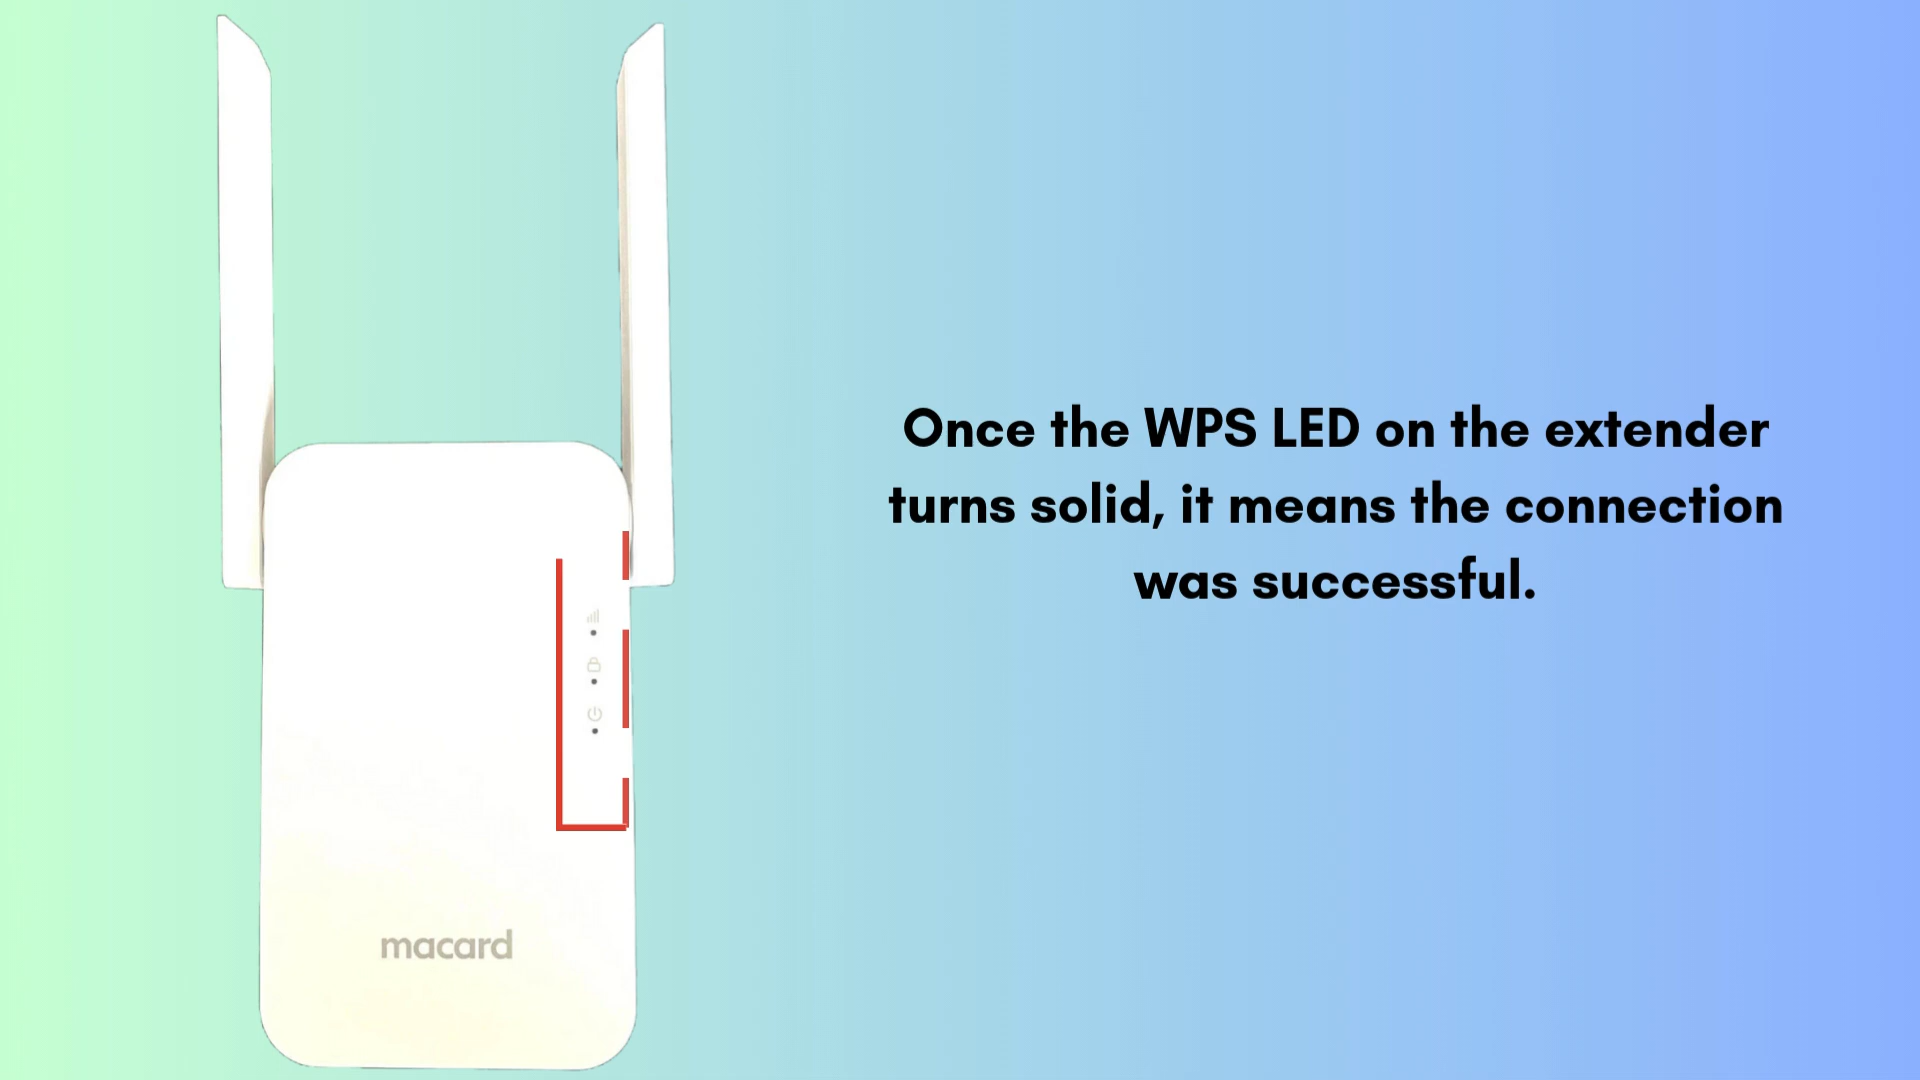 Once the WPS LED on the extender
turns solid, it means the connection
was successful.
macard